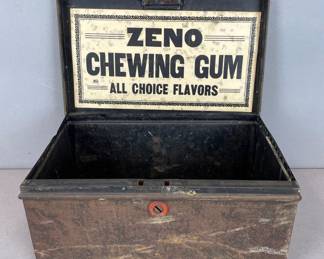 ZENO
CHEWING GUM
ALL CHOICE FLAVORS